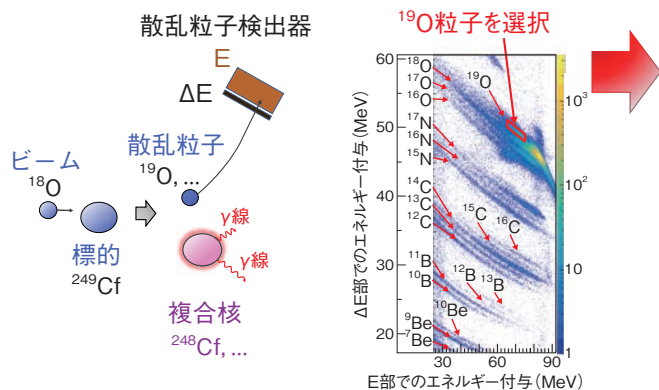 散乱粒子検出器
E
ΔE
ビーム
¹⁸O
散乱粒子
¹⁹O, ...
標的
²⁴⁹Cf
γ線
γ線
複合核
²⁴⁸Cf, ...
¹⁹O粒子を選択
ΔE部でのエネルギー付与(MeV)
60
50
40
30
20
¹⁸O
¹⁷O
¹⁶O
¹⁹O
¹⁷N
¹⁶N
¹⁵N
¹⁴C
¹³C
¹²C
¹⁵C
¹⁶C
¹¹B
¹⁰B
¹²B
¹³B
¹⁰Be
⁹Be
⁷Be
10³
10²
10
1
30
50
70
90
E部でのエネルギー付与(MeV)